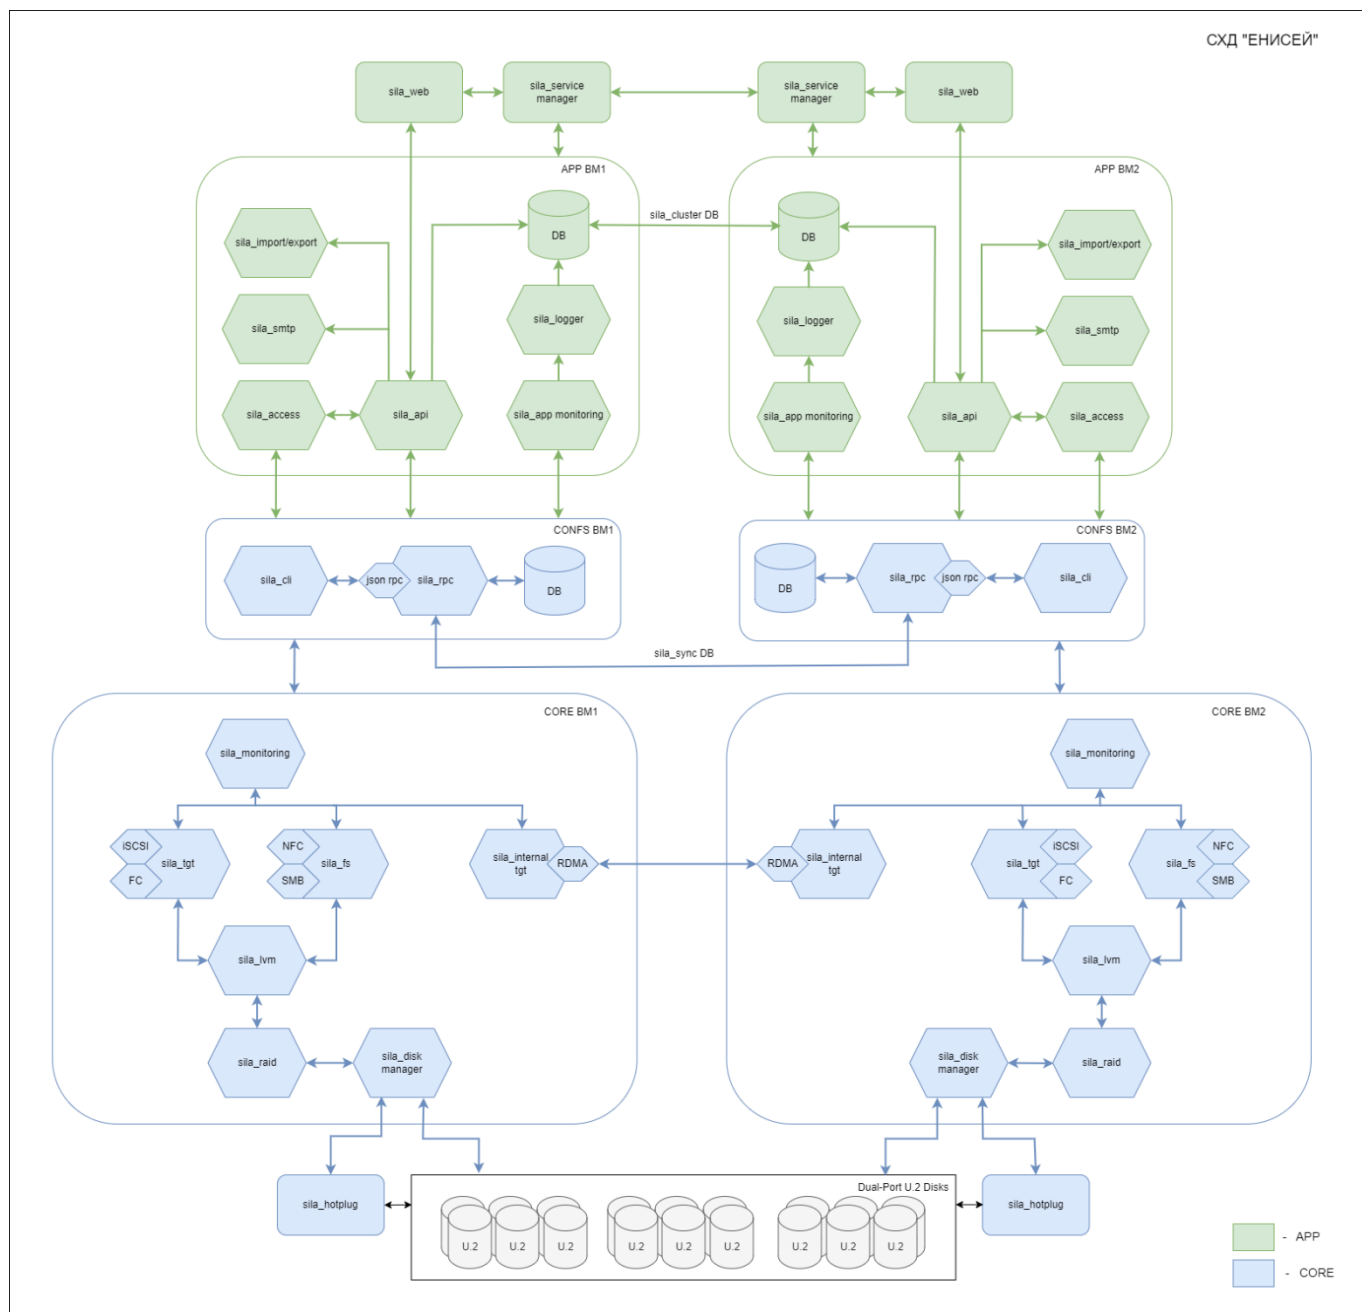 СХД "ЕНИСЕЙ"
sila_web
sila_service
manager
sila_service
manager
sila_web
APP BM1
APP BM2
sila_import/export
DB
sila_cluster DB
DB
sila_import/export
sila_smtp
sila_logger
sila_logger
sila_smtp
sila_access
sila_api
sila_app monitoring
sila_app monitoring
sila_api
sila_access
CONFS BM1
CONFS BM2
sila_cli
json rpc
sila_rpc
DB
DB
sila_rpc
json rpc
sila_cli
sila_sync DB
CORE BM1
CORE BM2
sila_monitoring
sila_monitoring
iSCSI
FC
sila_tgt
NFC
SMB
sila_fs
sila_internal
tgt
RDMA
RDMA
sila_internal
tgt
sila_tgt
iSCSI
FC
sila_fs
NFC
SMB
sila_lvm
sila_lvm
sila_raid
sila_disk
manager
sila_disk
manager
sila_raid
sila_hotplug
Dual-Port U.2 Disks
sila_hotplug
U.2
U.2
U.2
U.2
U.2
U.2
U.2
U.2
U.2
- APP
- CORE